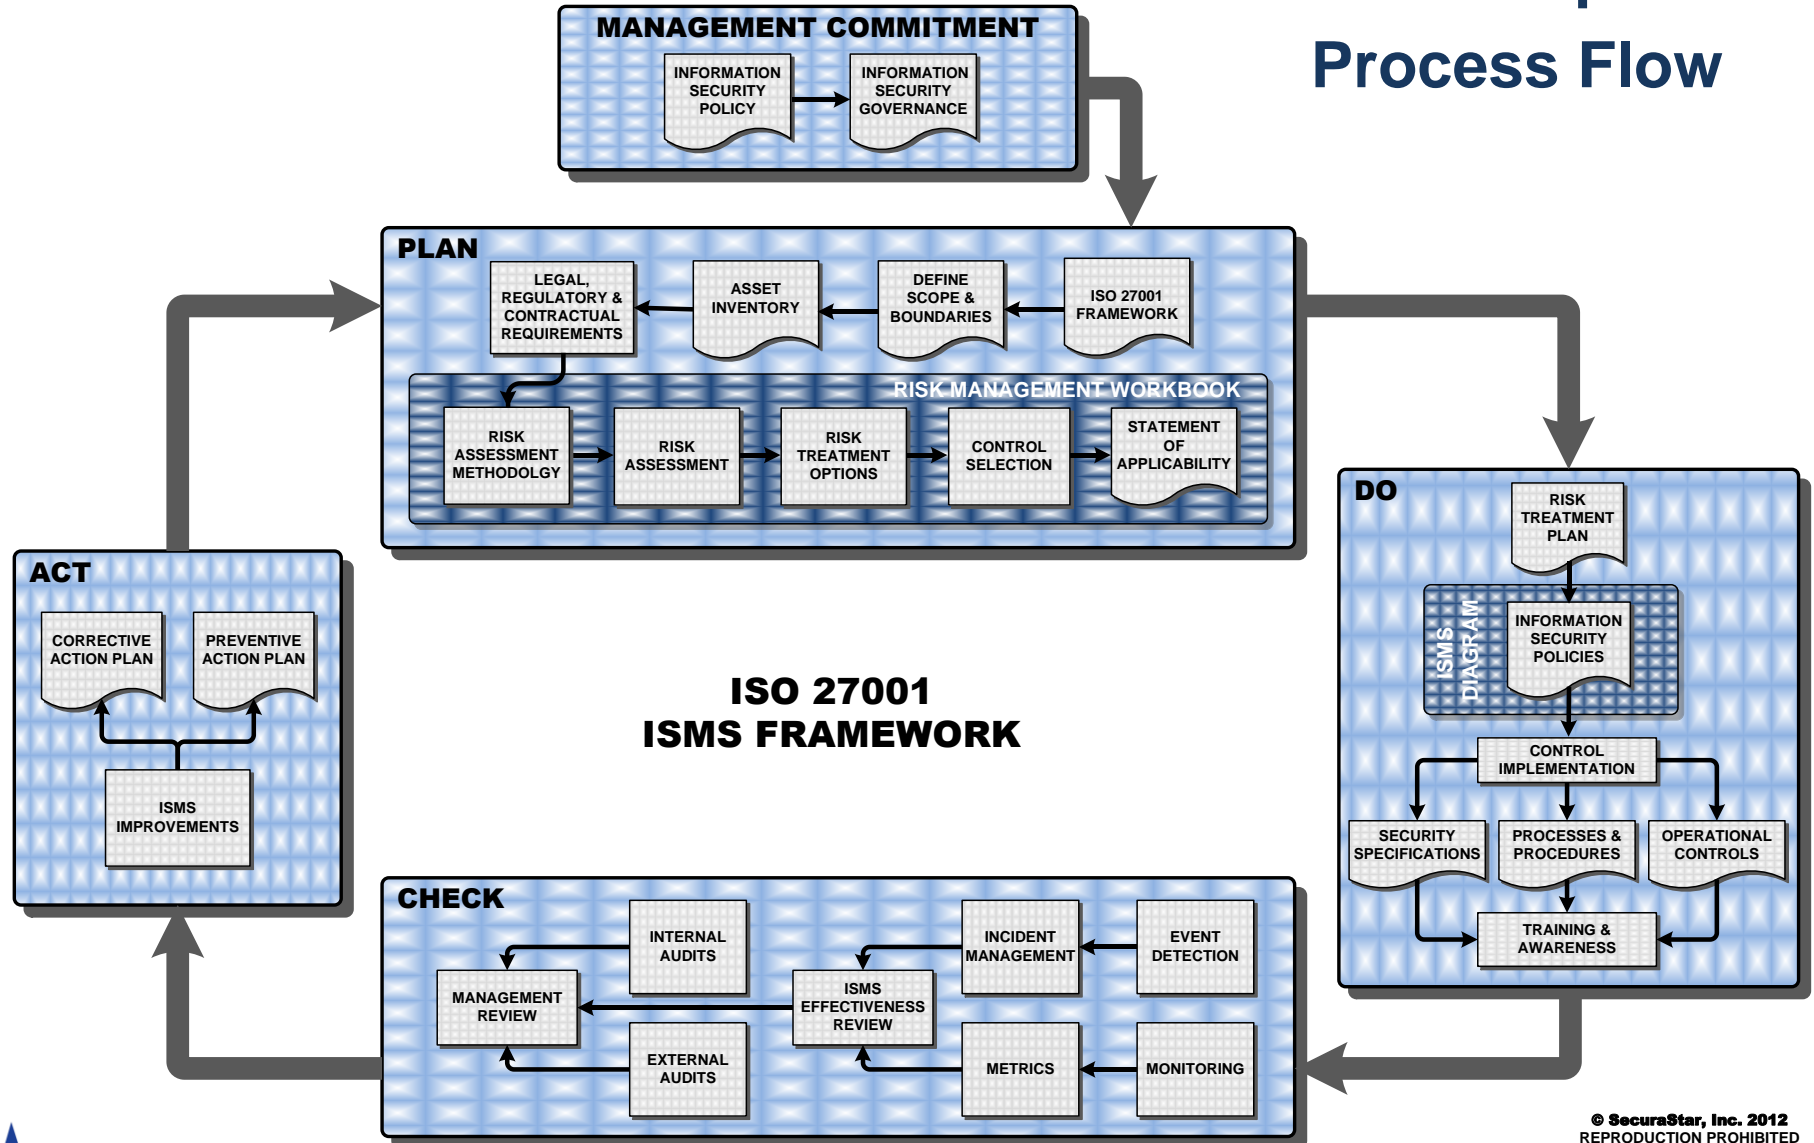 Process Flow
MANAGEMENT COMMITMENT
INFORMATION
SECURITY
POLICY
INFORMATION
SECURITY
GOVERNANCE
PLAN
LEGAL,
REGULATORY &
CONTRACTUAL
REQUIREMENTS
ASSET
INVENTORY
DEFINE
SCOPE &
BOUNDARIES
ISO 27001
FRAMEWORK
RISK MANAGEMENT WORKBOOK
RISK
ASSESSMENT
METHODOLGY
RISK
ASSESSMENT
RISK
TREATMENT
OPTIONS
CONTROL
SELECTION
STATEMENT
OF
APPLICABILITY
DO
RISK
TREATMENT
PLAN
ISMS
DIAGRAM
INFORMATION
SECURITY
POLICIES
CONTROL
IMPLEMENTATION
SECURITY
SPECIFICATIONS
PROCESSES &
PROCEDURES
OPERATIONAL
CONTROLS
TRAINING &
AWARENESS
ACT
CORRECTIVE
ACTION PLAN
PREVENTIVE
ACTION PLAN
ISMS
IMPROVEMENTS
ISO 27001
ISMS FRAMEWORK
CHECK
INTERNAL
AUDITS
INCIDENT
MANAGEMENT
EVENT
DETECTION
MANAGEMENT
REVIEW
ISMS
EFFECTIVENESS
REVIEW
EXTERNAL
AUDITS
METRICS
MONITORING
© SecuraStar, Inc. 2012
REPRODUCTION PROHIBITED